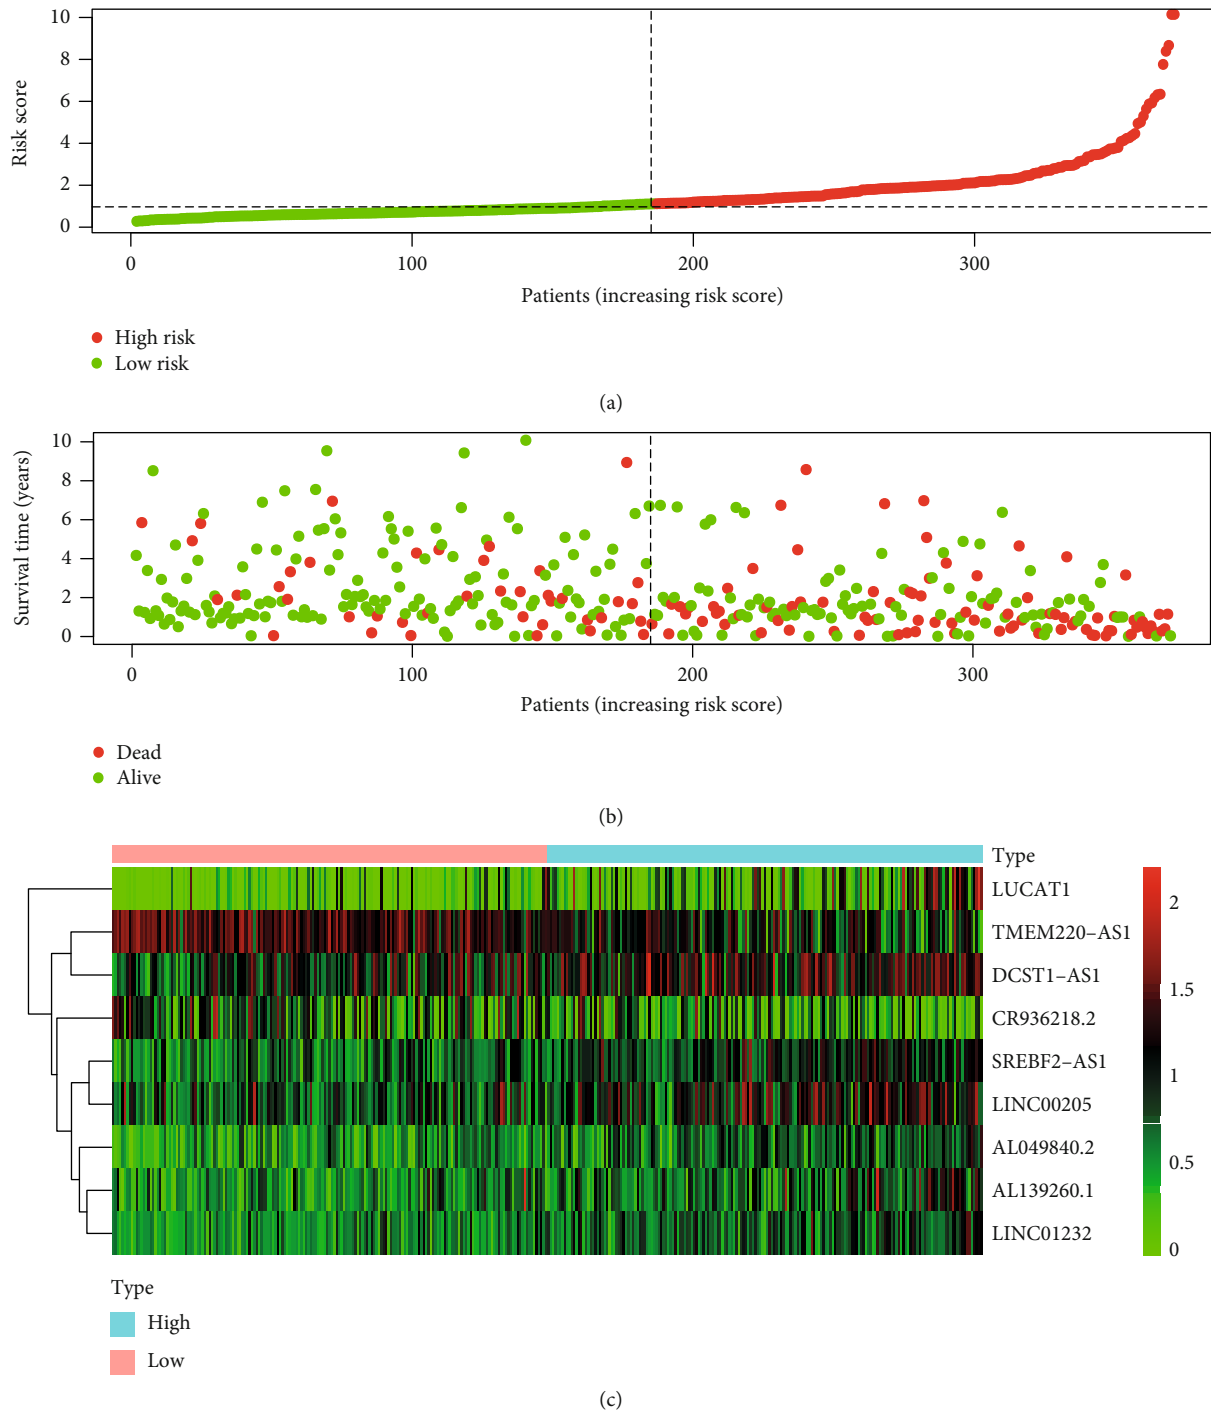 10
8
6
4
2
0
Risk score
0 100 200 300
Patients (increasing risk score)
High risk
Low risk
(a)
10
8
6
4
2
0
Survival time (years)
0 100 200 300
Patients (increasing risk score)
Dead
Alive
(b)
Type
LUCAT1
TMEM220–AS1
DCST1–AS1
CR936218.2
SREBF2–AS1
LINC00205
AL049840.2
AL139260.1
LINC01232
2
1.5
1
0.5
0
Type
High
Low
(c)